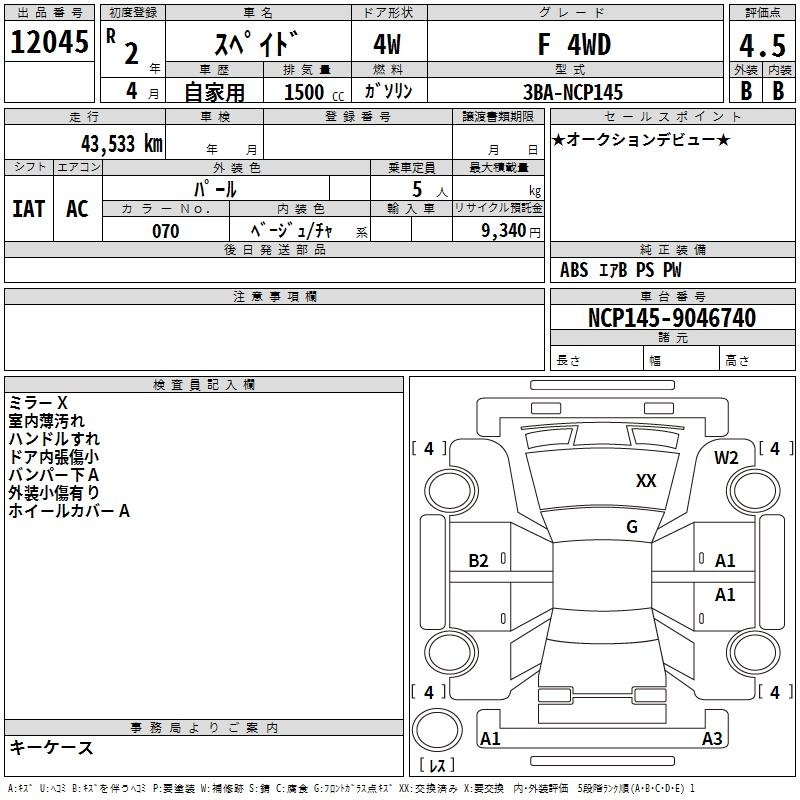 出品番号 初度登録 車名 ドア形状 グレード 評価点
12045 R 2 年 スペイド 4W F 4WD 4.5
車歴 排気量 燃料 型式 外装 内装
4 月 自家用 1500 CC ガソリン 3BA-NCP145 B B
走行 車検 登録番号 譲渡書類期限 セールスポイント
43,533 km 年 月 月 日 ★オークションデビュー★
シフト エアコン 外装色 乗車定員 最大積載量
IAT AC パール 5 人 kg
カラーNo. 内装色 輸入車 リサイクル預託金
070 ベージュ/チャ 系 9,340 円
後日発送部品 純正装備
ABS エアB PS PW
注意事項欄 車台番号
NCP145-9046740
諸元
長さ 幅 高さ
検査員記入欄
ミラーX
室内薄汚れ
ハンドルすれ
ドア内張傷小
バンパー下A
外装小傷有り
ホイールカバーA
[ 4 ] [ 4 ]
W2
XX
G
B2 A1
A1
[ 4 ] [ 4 ]
A1 A3
[ レス ]
事務局よりご案内
キーケース
A:キズ U:ヘコミ B:キズを伴うヘコミ P:要塗装 W:補修跡 S:錆 C:腐食 G:フロントガラス点キズ XX:交換済み X:要交換 内・外装評価 5段階ランク順(A・B・C・D・E) 1